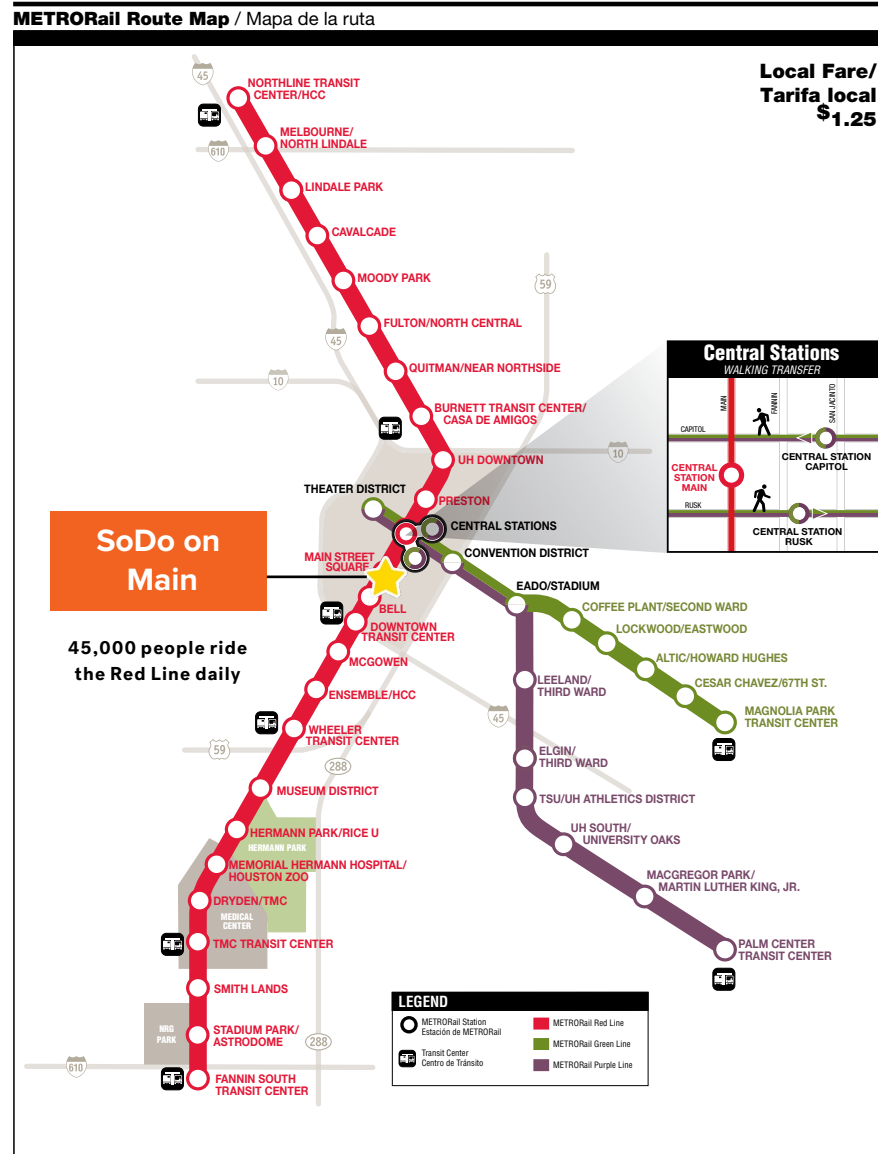 METRORail Route Map / Mapa de la ruta
Local Fare/
Tarifa local
$1.25
45
NORTHLINE TRANSIT
CENTER/HCC
MELBOURNE/
NORTH LINDALE
610
LINDALE PARK
CAVALCADE
MOODY PARK
59
FULTON/NORTH CENTRAL
45
QUITMAN/NEAR NORTHSIDE
10
BURNETT TRANSIT CENTER/
CASA DE AMIGOS
UH DOWNTOWN
10
THEATER DISTRICT
PRESTON
CENTRAL STATIONS
CONVENTION DISTRICT
MAIN STREET
SQUARE
Central Stations
WALKING TRANSFER
MAIN
FANNIN
SAN JACINTO
CAPITOL
CENTRAL STATION
CAPITOL
CENTRAL
STATION
MAIN
RUSK
CENTRAL STATION
RUSK
SoDo on
Main
45,000 people ride
the Red Line daily
BELL
DOWNTOWN
TRANSIT CENTER
MCGOWEN
ENSEMBLE/HCC
WHEELER
TRANSIT CENTER
EADO/STADIUM
COFFEE PLANT/SECOND WARD
LOCKWOOD/EASTWOOD
ALTIC/HOWARD HUGHES
CESAR CHAVEZ/67TH ST.
MAGNOLIA PARK
TRANSIT CENTER
LEELAND/
THIRD WARD
45
59
288
ELGIN/
THIRD WARD
TSU/UH ATHLETICS DISTRICT
UH SOUTH/
UNIVERSITY OAKS
MACGREGOR PARK/
MARTIN LUTHER KING, JR.
PALM CENTER
TRANSIT CENTER
MUSEUM DISTRICT
HERMANN PARK/RICE U
HERMANN PARK
MEMORIAL HERMANN HOSPITAL/
HOUSTON ZOO
DRYDEN/TMC
MEDICAL
CENTER
TMC TRANSIT CENTER
SMITH LANDS
NRG
PARK
STADIUM PARK/
ASTRODOME
288
610
FANNIN SOUTH
TRANSIT CENTER
LEGEND
METRORail Station
Estación de METRORail
Transit Center
Centro de Tránsito
METRORail Red Line
METRORail Green Line
METRORail Purple Line